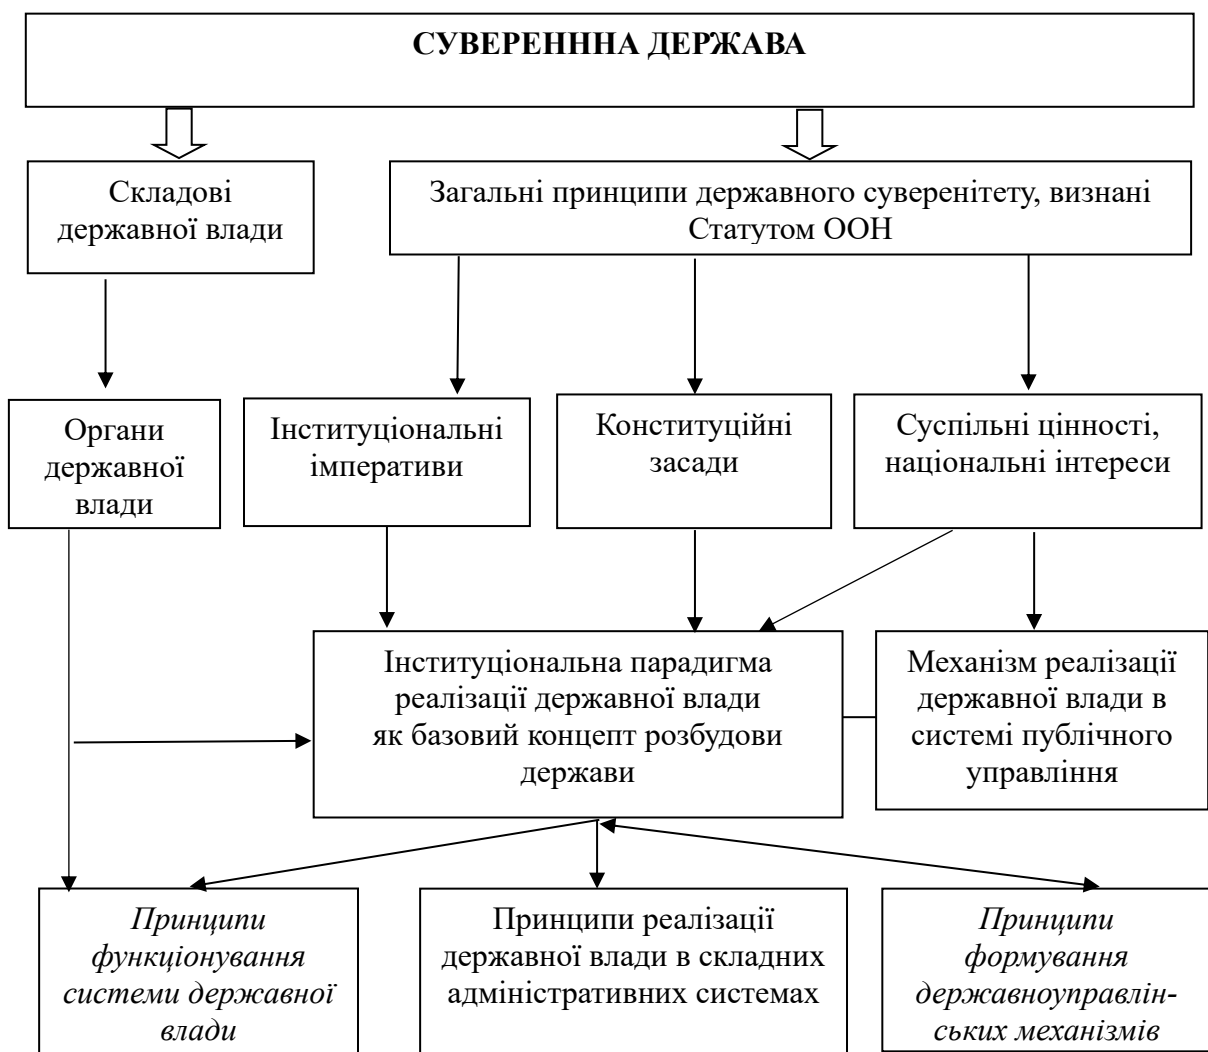 СУВЕРЕНННА ДЕРЖАВА
Складові
державної влади
Загальні принципи державного суверенітету, визнані
Статутом ООН
Органи
державної
влади
Інституціональні
імперативи
Конституційні
засади
Суспільні цінності,
національні інтереси
Інституціональна парадигма
реалізації державної влади
як базовий концепт розбудови
держави
Механізм реалізації
державної влади в
системі публічного
управління
Принципи
функціонування
системи державної
влади
Принципи реалізації
державної влади в складних
адміністративних системах
Принципи
формування
державноуправлін-
ських механізмів